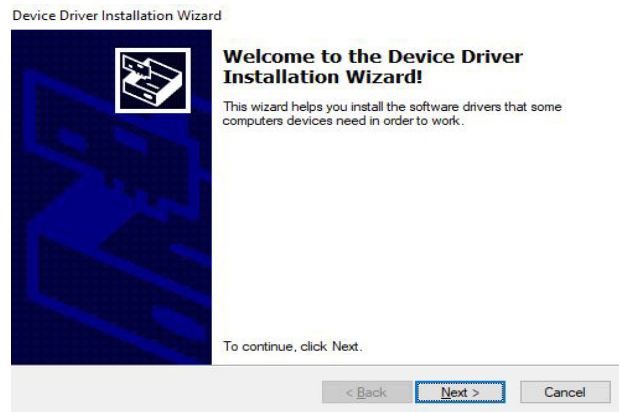 Device Driver Installation Wizard
Welcome to the Device Driver
Installation Wizard!
This wizard helps you install the software drivers that some
computers devices need in order to work.
To continue, click Next.
< Back
Next >
Cancel